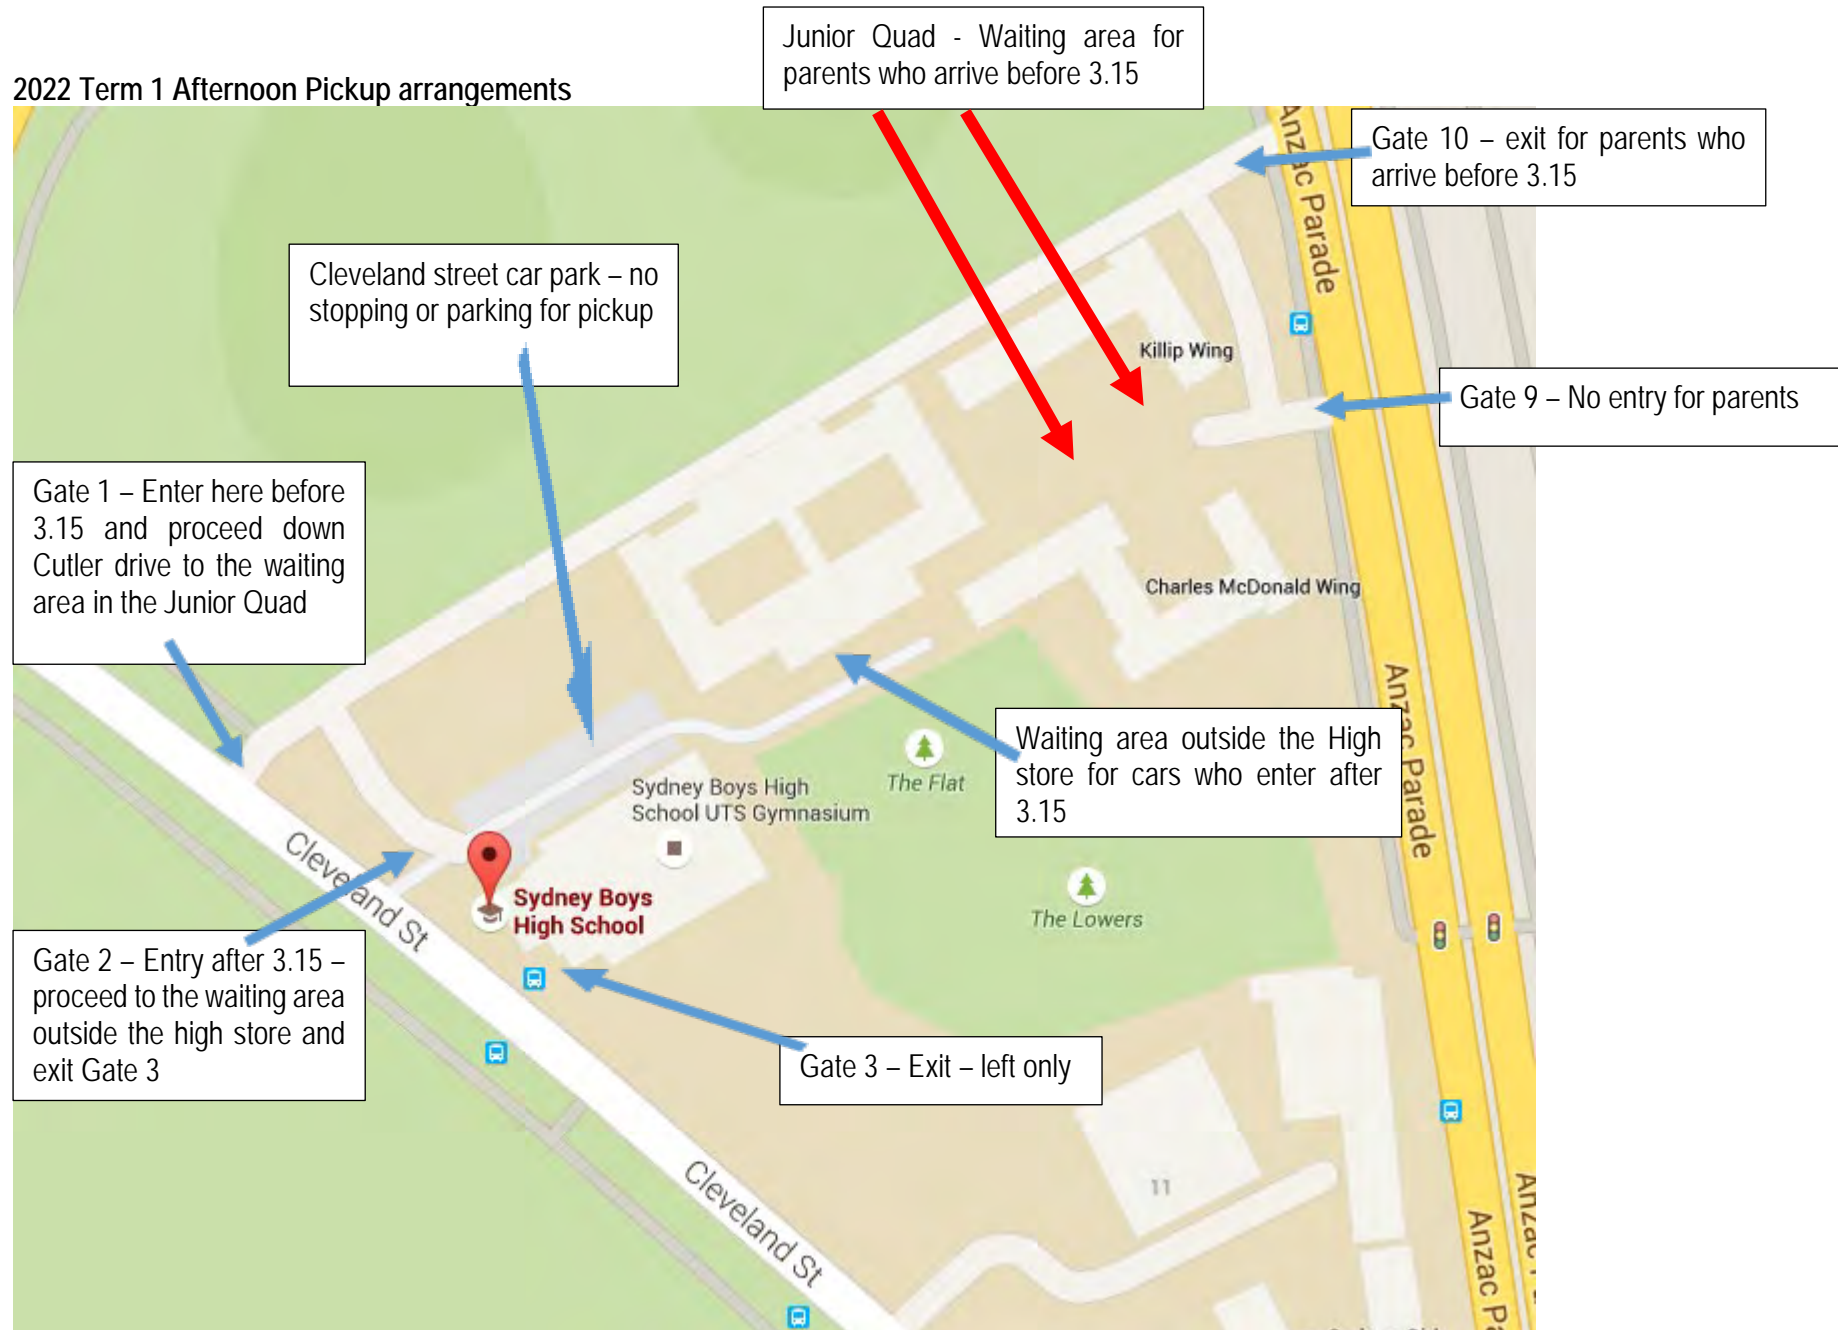 Junior Quad - Waiting area for
parents who arrive before 3.15
2022 Term 1 Afternoon Pickup arrangements
Gate 10 – exit for parents who
arrive before 3.15
Anzac Parade
Cleveland street car park – no
stopping or parking for pickup
Killip Wing
Gate 9 – No entry for parents
Gate 1 – Enter here before
3.15 and proceed down
Cutler drive to the waiting
area in the Junior Quad
Charles McDonald Wing
Anzac Parade
Waiting area outside the High
store for cars who enter after
3.15
The Flat
Sydney Boys High
School UTS Gymnasium
Cleveland St
Sydney Boys
High School
The Lowers
Gate 2 – Entry after 3.15 –
proceed to the waiting area
outside the high store and
exit Gate 3
Gate 3 – Exit – left only
11
Cleveland St
Anzac Pa
Anzac